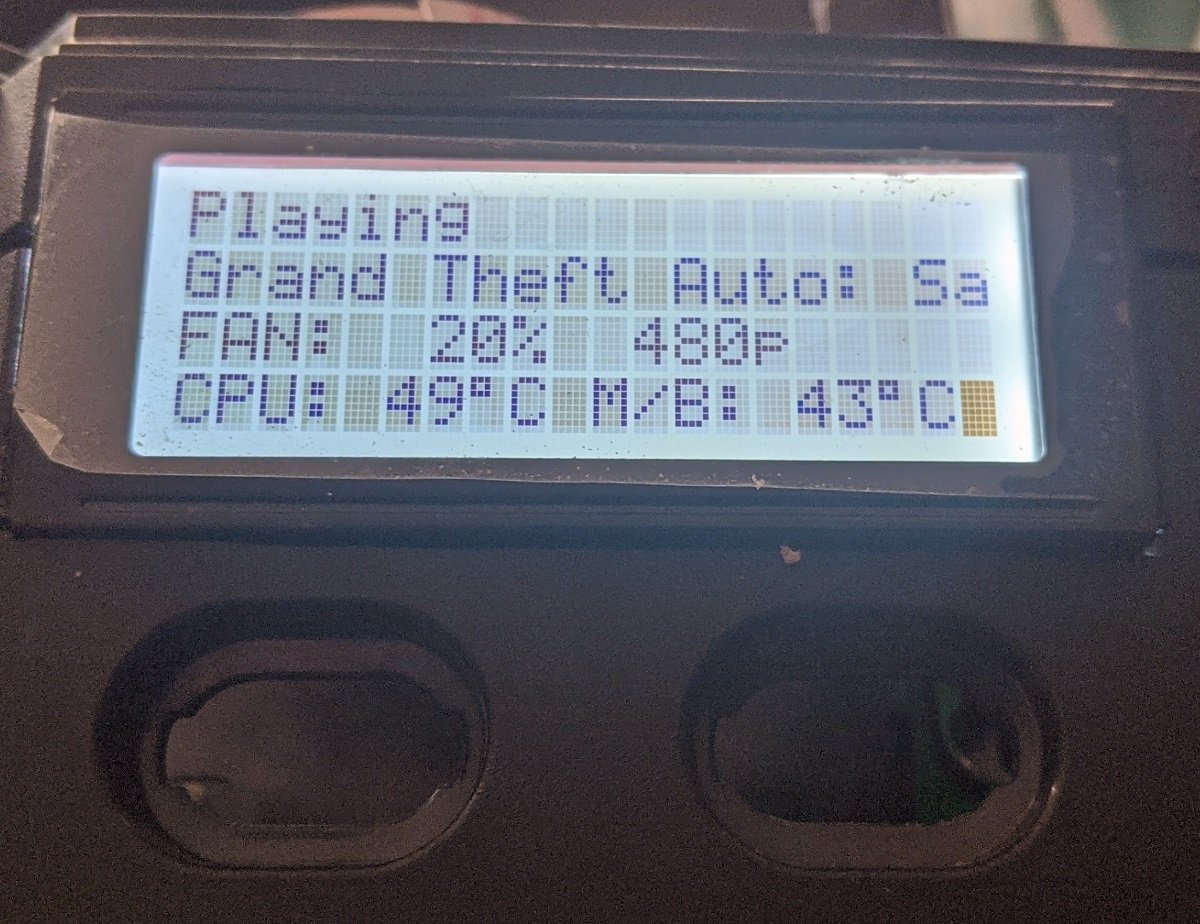 Playing
Grand Theft Auto: Sa
FAN: 20% 480p
CPU: 49°C M/B: 43°C